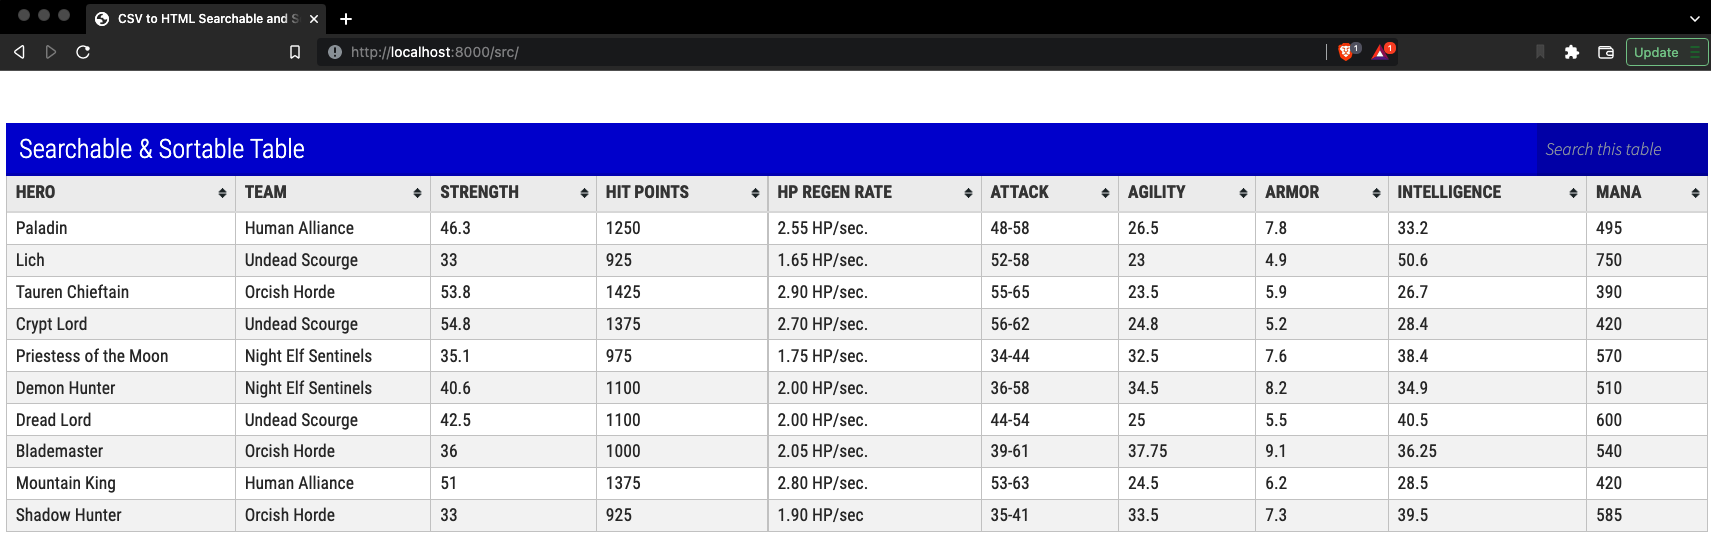 CSV to HTML Searchable and S
http://localhost:8000/src/
1
1
Update
Searchable & Sortable Table
Search this table
HERO TEAM STRENGTH HIT POINTS HP REGEN RATE ATTACK AGILITY ARMOR INTELLIGENCE MANA
Paladin Human Alliance 46.3 1250 2.55 HP/sec. 48-58 26.5 7.8 33.2 495
Lich Undead Scourge 33 925 1.65 HP/sec. 52-58 23 4.9 50.6 750
Tauren Chieftain Orcish Horde 53.8 1425 2.90 HP/sec. 55-65 23.5 5.9 26.7 390
Crypt Lord Undead Scourge 54.8 1375 2.70 HP/sec. 56-62 24.8 5.2 28.4 420
Priestess of the Moon Night Elf Sentinels 35.1 975 1.75 HP/sec. 34-44 32.5 7.6 38.4 570
Demon Hunter Night Elf Sentinels 40.6 1100 2.00 HP/sec. 36-58 34.5 8.2 34.9 510
Dread Lord Undead Scourge 42.5 1100 2.00 HP/sec. 44-54 25 5.5 40.5 600
Blademaster Orcish Horde 36 1000 2.05 HP/sec. 39-61 37.75 9.1 36.25 540
Mountain King Human Alliance 51 1375 2.80 HP/sec. 53-63 24.5 6.2 28.5 420
Shadow Hunter Orcish Horde 33 925 1.90 HP/sec 35-41 33.5 7.3 39.5 585